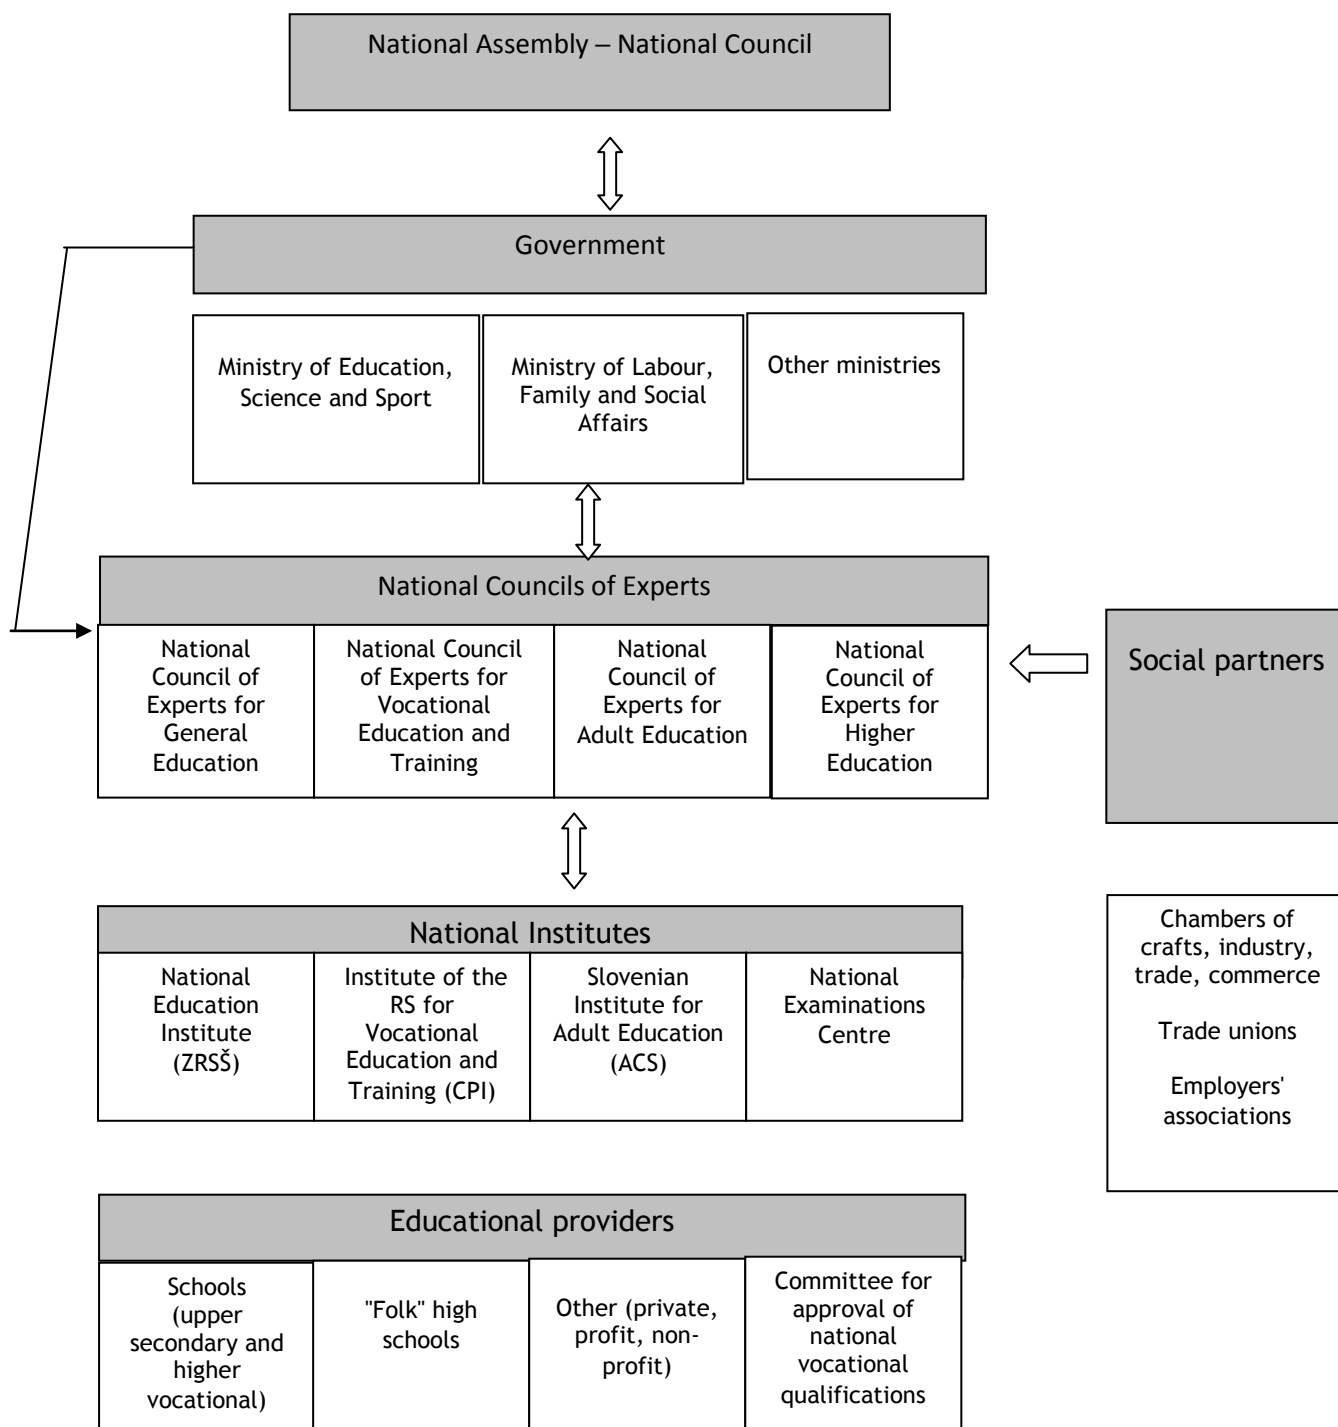 National Assembly – National Council
Government
Ministry of Education,
Science and Sport
Ministry of Labour,
Family and Social
Affairs
Other ministries
National Councils of Experts
National
Council of
Experts for
General
Education
National Council
of Experts for
Vocational
Education and
Training
National
Council of
Experts for
Adult Education
National
Council of
Experts for
Higher
Education
Social partners
National Institutes
National
Education
Institute
(ZRSŠ)
Institute of the
RS for
Vocational
Education and
Training (CPI)
Slovenian
Institute for
Adult Education
(ACS)
National
Examinations
Centre
Chambers of
crafts, industry,
trade, commerce
Trade unions
Employers'
associations
Educational providers
Schools
(upper
secondary and
higher
vocational)
"Folk" high
schools
Other (private,
profit, non-
profit)
Committee for
approval of
national
vocational
qualifications